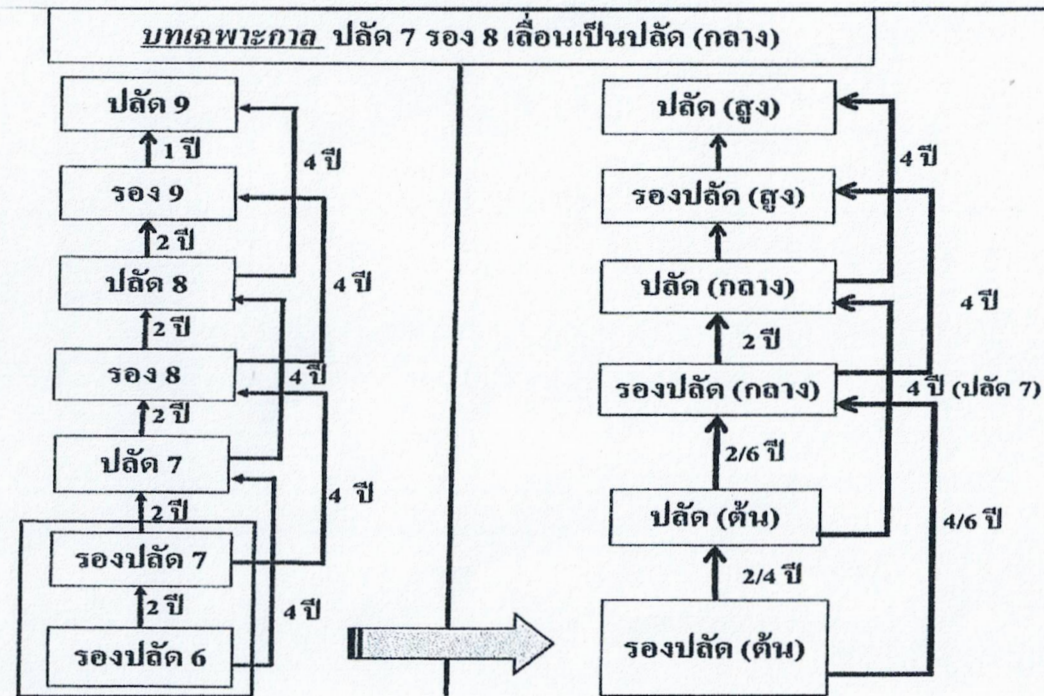 บทเฉพาะกาล ปลัด 7 รอง 8 เลื่อนเป็นปลัด (กลาง)
ปลัด 9
1 ปี
4 ปี
รอง 9
2 ปี
ปลัด 8
4 ปี
2 ปี
รอง 8
4 ปี
2 ปี
ปลัด 7
4 ปี
2 ปี
รองปลัด 7
2 ปี
4 ปี
รองปลัด 6
ปลัด (สูง)
4 ปี
รองปลัด (สูง)
ปลัด (กลาง)
4 ปี
2 ปี
รองปลัด (กลาง)
4 ปี (ปลัด 7)
2/6 ปี
ปลัด (ต้น)
4/6 ปี
2/4 ปี
รองปลัด (ต้น)